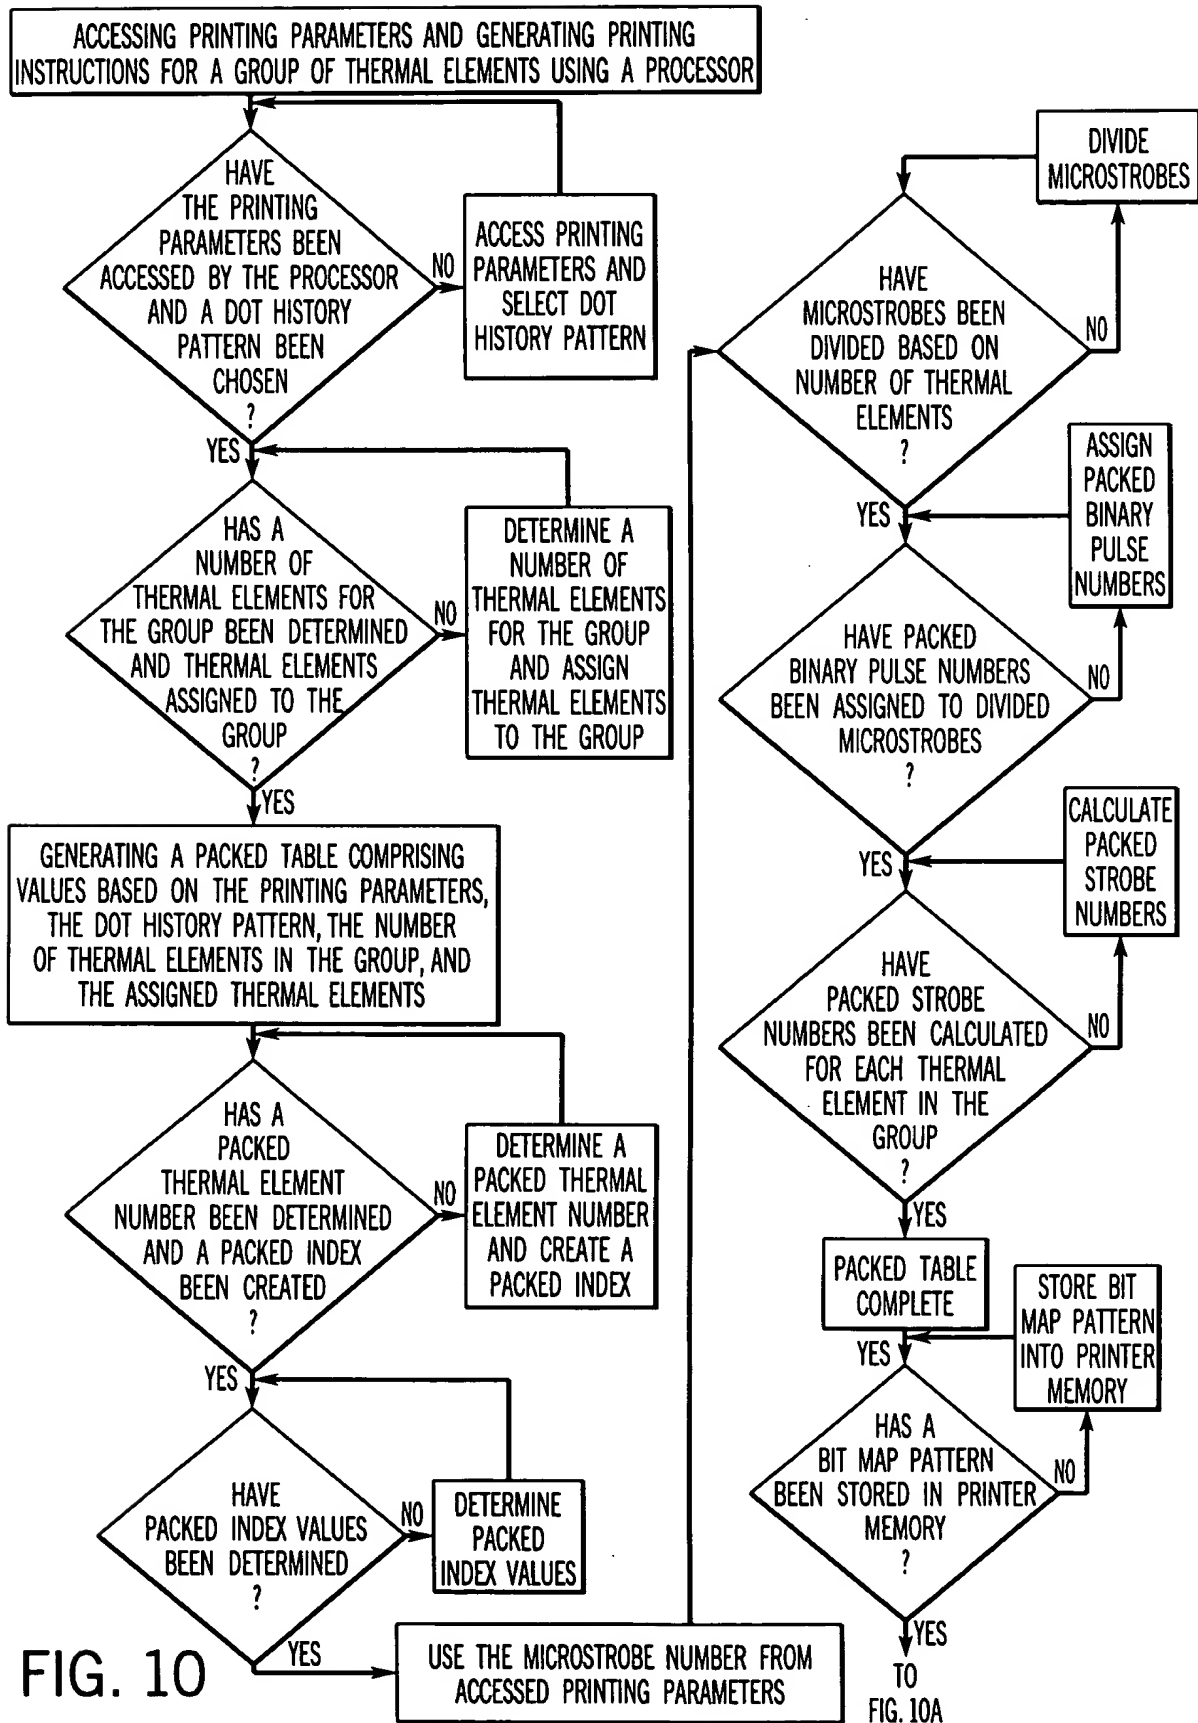 ACCESSING PRINTING PARAMETERS AND GENERATING PRINTING
INSTRUCTIONS FOR A GROUP OF THERMAL ELEMENTS USING A PROCESSOR
HAVE
THE PRINTING
PARAMETERS BEEN
ACCESSED BY THE PROCESSOR
AND A DOT HISTORY
PATTERN BEEN
CHOSEN
?
NO
ACCESS PRINTING
PARAMETERS AND
SELECT DOT
HISTORY PATTERN
YES
HAS A
NUMBER OF
THERMAL ELEMENTS FOR
THE GROUP BEEN DETERMINED
AND THERMAL ELEMENTS
ASSIGNED TO THE
GROUP
?
NO
DETERMINE A
NUMBER OF
THERMAL ELEMENTS
FOR THE GROUP
AND ASSIGN
THERMAL ELEMENTS
TO THE GROUP
YES
GENERATING A PACKED TABLE COMPRISING
VALUES BASED ON THE PRINTING PARAMETERS,
THE DOT HISTORY PATTERN, THE NUMBER
OF THERMAL ELEMENTS IN THE GROUP, AND
THE ASSIGNED THERMAL ELEMENTS
HAS A
PACKED
THERMAL ELEMENT
NUMBER BEEN DETERMINED
AND A PACKED INDEX
BEEN CREATED
?
NO
DETERMINE A
PACKED THERMAL
ELEMENT NUMBER
AND CREATE A
PACKED INDEX
YES
HAVE
PACKED INDEX VALUES
BEEN DETERMINED
?
NO
DETERMINE
PACKED
INDEX VALUES
YES
USE THE MICROSTROBE NUMBER FROM
ACCESSED PRINTING PARAMETERS
DIVIDE
MICROSTROBES
HAVE
MICROSTROBES BEEN
DIVIDED BASED ON
NUMBER OF THERMAL
ELEMENTS
?
NO
YES
ASSIGN
PACKED
BINARY
PULSE
NUMBERS
HAVE PACKED
BINARY PULSE NUMBERS
BEEN ASSIGNED TO DIVIDED
MICROSTROBES
?
NO
YES
CALCULATE
PACKED
STROBE
NUMBERS
HAVE
PACKED STROBE
NUMBERS BEEN CALCULATED
FOR EACH THERMAL
ELEMENT IN THE
GROUP
?
NO
YES
PACKED TABLE
COMPLETE
STORE BIT
MAP PATTERN
INTO PRINTER
MEMORY
YES
HAS A
BIT MAP PATTERN
BEEN STORED IN PRINTER
MEMORY
?
NO
YES
TO
FIG. 10A
FIG. 10